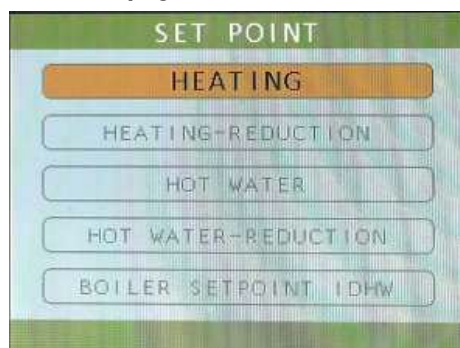 SET POINT
HEATING
HEATING-REDUCTION
HOT WATER
HOT WATER-REDUCTION
BOILER SETPOINT IDHW